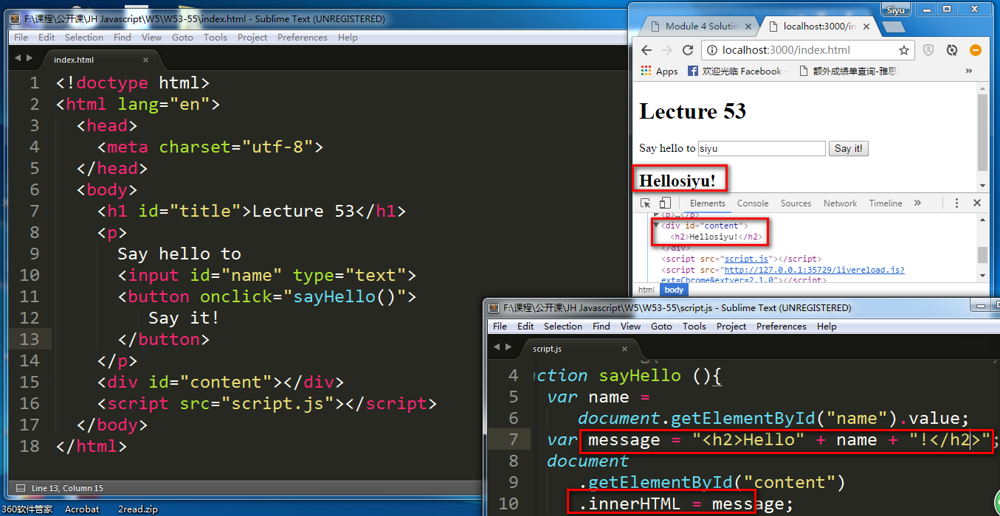 F:\课程\公开课\JH Javascript\W5\W53-55\index.html - Sublime Text (UNREGISTERED)
File Edit Selection Find View Goto Tools Project Preferences Help
index.html ×
1 <!doctype html>
2 <html lang="en">
3 <head>
4 <meta charset="utf-8">
5 </head>
6 <body>
7 <h1 id="title">Lecture 53</h1>
8 <p>
9 Say hello to
10 <input id="name" type="text">
11 <button onclick="sayHello()">
12 Say it!
13 </button>
14 </p>
15 <div id="content"></div>
16 <script src="script.js"></script>
17 </body>
18 </html>
Line 13, Column 15
360软件管家 Acrobat 2read.zip
Siyu
Module 4 Solutio × localhost:3000/in ×
localhost:3000/index.html
Apps 欢迎光临 Facebook - 额外成绩单查询-雅思 »
Lecture 53
Say hello to siyu Say it!
Hellosiyu!
Elements Console Sources Network Timeline »
<p>…</p>
<div id="content">
<h2>Hellosiyu!</h2>
</div>
<script src="script.js"></script>
<script src="http://127.0.0.1:35729/livereload.js?
ext=Chrome&extver=2.1.0"></script>
html body
F:\课程\公开课\JH Javascript\W5\W53-55\script.js - Sublime Text (UNREGISTERED)
File Edit Selection Find View Goto Tools Project Preferences Help
script.js ×
4 ction sayHello (){
5 var name =
6 document.getElementById("name").value;
7 var message = "<h2>Hello" + name + "!</h2>";
8 document
9 .getElementById("content")
10 .innerHTML = message;